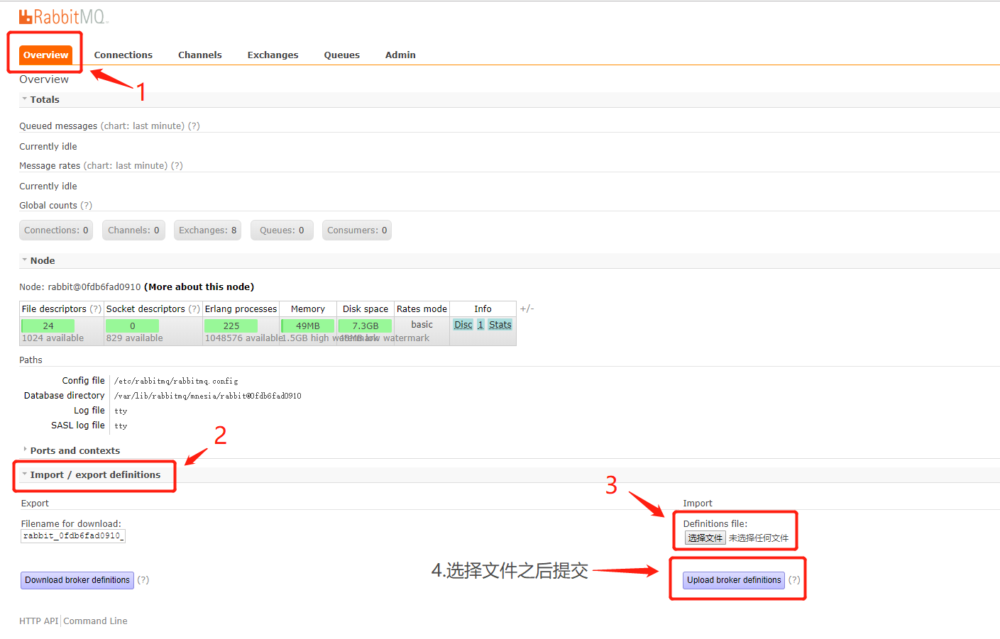 RabbitMQ
Overview Connections Channels Exchanges Queues Admin
1
Overview
Totals
Queued messages (chart: last minute) (?)
Currently idle
Message rates (chart: last minute) (?)
Currently idle
Global counts (?)
Connections: 0 Channels: 0 Exchanges: 8 Queues: 0 Consumers: 0
Node
Node: rabbit@0fdb6fad0910 (More about this node)
File descriptors (?) Socket descriptors (?) Erlang processes Memory Disk space Rates mode Info +/-
24 0 225 49MB 7.3GB basic Disc 1 Stats
1024 available 829 available 1048576 available 1.5GB high watermark 48MB low watermark
Paths
Config file /etc/rabbitmq/rabbitmq.config
Database directory /var/lib/rabbitmq/mnesia/rabbit@0fdb6fad0910
Log file tty
SASL log file tty
2
Ports and contexts
Import / export definitions
3
Export Import
Filename for download: Definitions file:
rabbit_0fdb6fad0910_ 选择文件 未选择任何文件
4.选择文件之后提交
Download broker definitions (?) Upload broker definitions (?)
HTTP API Command Line